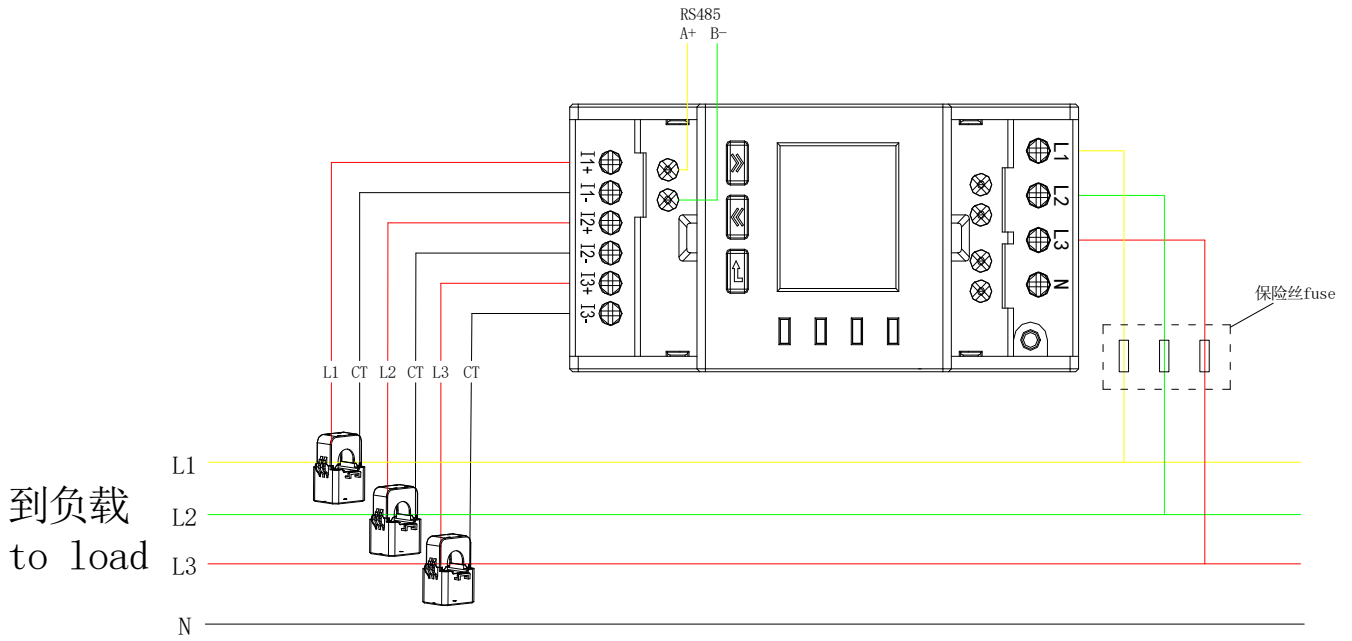 RS485
A+ B-
I1+
I1-
I2+
I2-
I3+
I3-
L1
L2
L3
N
保险丝fuse
L1 CT L2 CT L3 CT
L1
L2
L3
N
到负载
to load